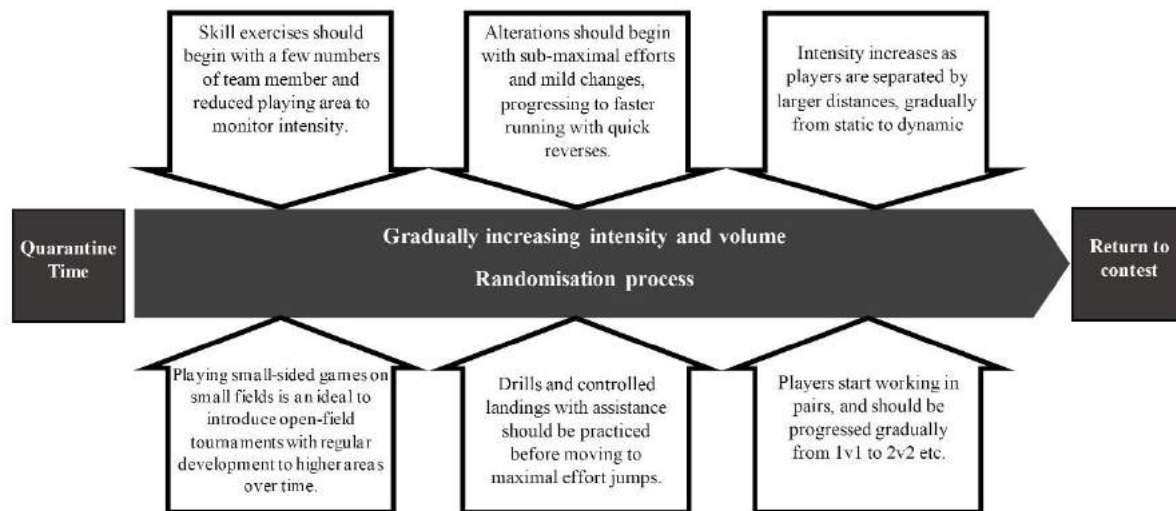 Skill exercises should
begin with a few numbers
of team member and
reduced playing area to
monitor intensity.
Alterations should begin
with sub-maximal efforts
and mild changes,
progressing to faster
running with quick
reverses.
Intensity increases as
players are separated by
larger distances, gradually
from static to dynamic
Quarantine
Time
Gradually increasing intensity and volume
Randomisation process
Return to
contest
Playing small-sided games on
small fields is an ideal to
introduce open-field
tournaments with regular
development to higher areas
over time.
Drills and controlled
landings with assistance
should be practiced
before moving to
maximal effort jumps.
Players start working in
pairs, and should be
progressed gradually
from 1v1 to 2v2 etc.